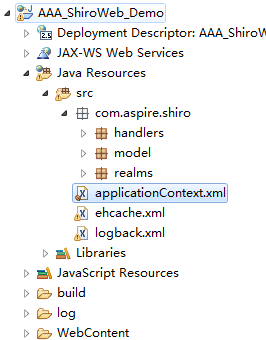 AAA_ShiroWeb_Demo
Deployment Descriptor: AAA_ShiroW
JAX-WS Web Services
Java Resources
src
com.aspire.shiro
handlers
model
realms
applicationContext.xml
ehcache.xml
logback.xml
Libraries
JavaScript Resources
build
log
WebContent